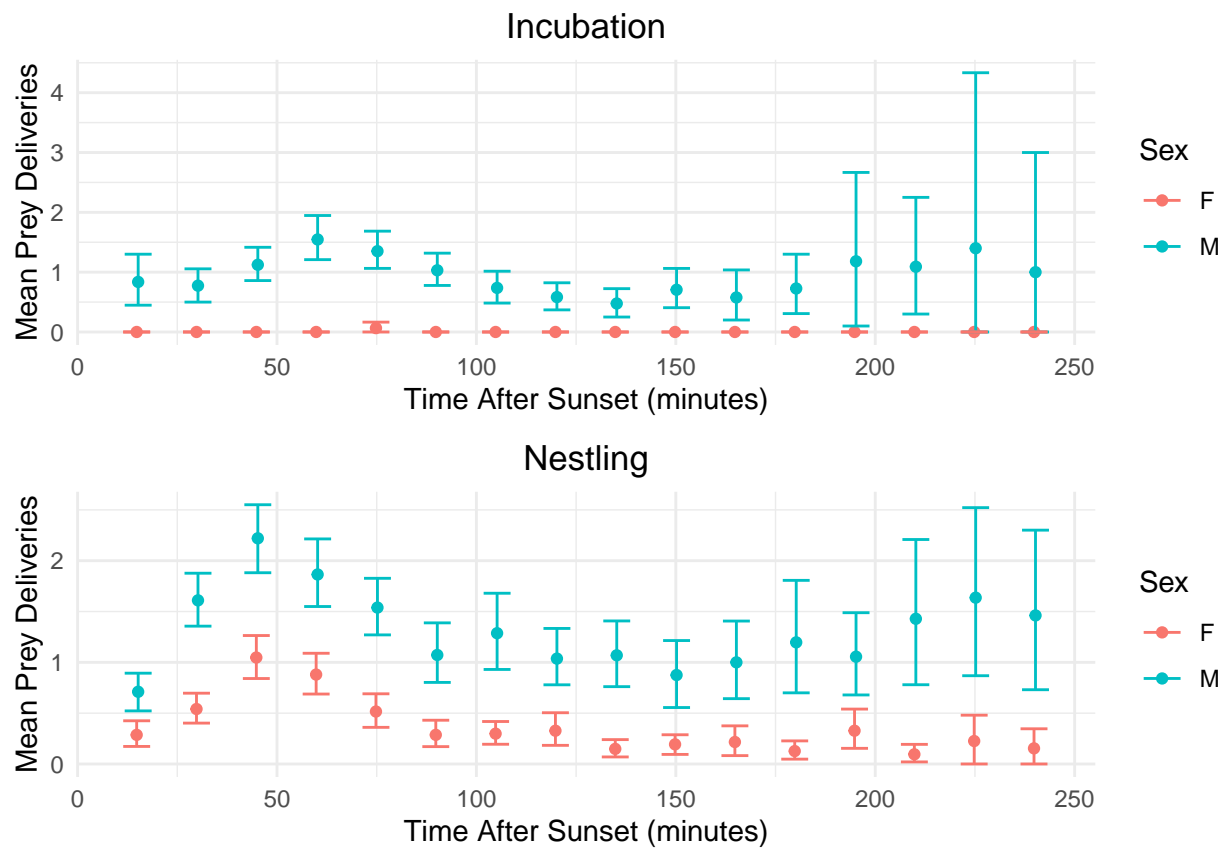 Incubation
Mean Prey Deliveries
4
3
2
1
0
0 50 100 150 200 250
Time After Sunset (minutes)
Sex
F
M
Nestling
Mean Prey Deliveries
2
1
0
0 50 100 150 200 250
Time After Sunset (minutes)
Sex
F
M